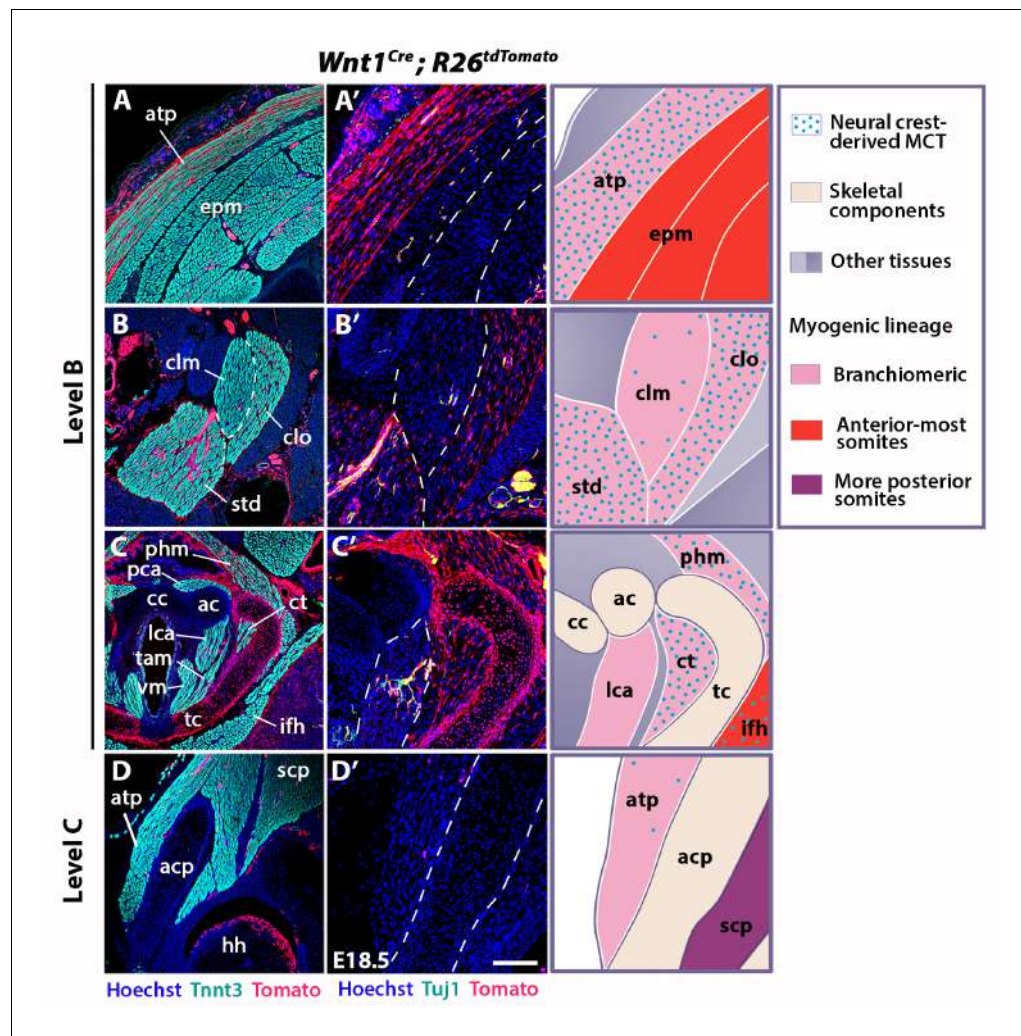 Wnt1Cre; R26tdTomato
Level B
A
atp
epm
A'
atp
epm
B
clm
clo
std
B'
clm
clo
std
C
phm
pca
cc
ac
ct
lca
tam
vm
tc
ifh
C'
phm
ac
cc
ct
tc
lca
ifh
Level C
D
scp
atp
acp
hh
D'
E18.5
atp
acp
scp
Hoechst Tnnt3 Tomato
Hoechst Tuj1 Tomato
Neural crest-
derived MCT
Skeletal
components
Other tissues
Myogenic lineage
Branchiomeric
Anterior-most
somites
More posterior
somites